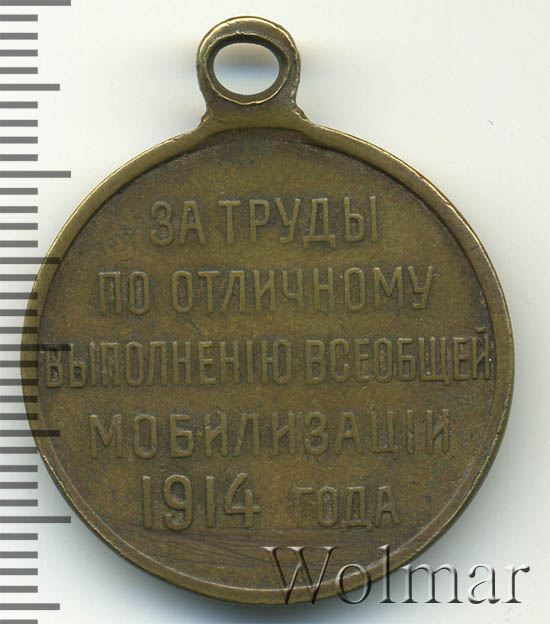 ЗА ТРУДЫ
ПО ОТЛИЧНОМУ
ВЫПОЛНЕНІЮ ВСЕОБЩЕЙ
МОБИЛИЗАЦІИ
1914 ГОДА
Wolmar